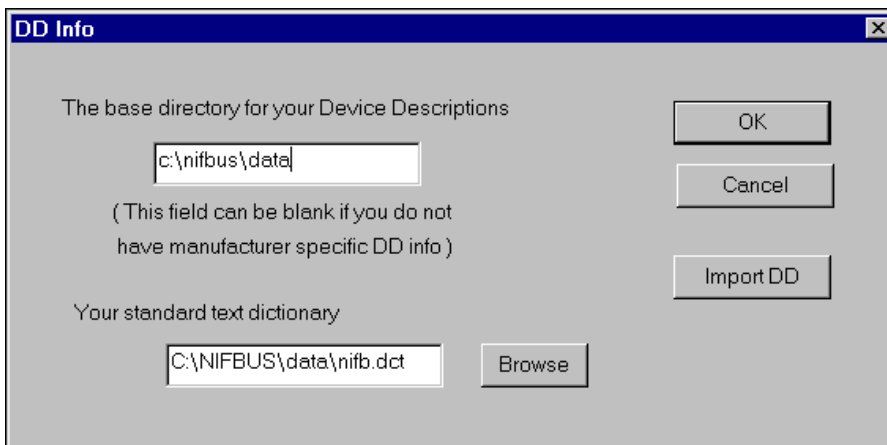 DD Info
The base directory for your Device Descriptions
c:\nifbus\data
( This field can be blank if you do not
have manufacturer specific DD info )
Your standard text dictionary
C:\NIFBUS\data\nifb.dct
Browse
OK
Cancel
Import DD